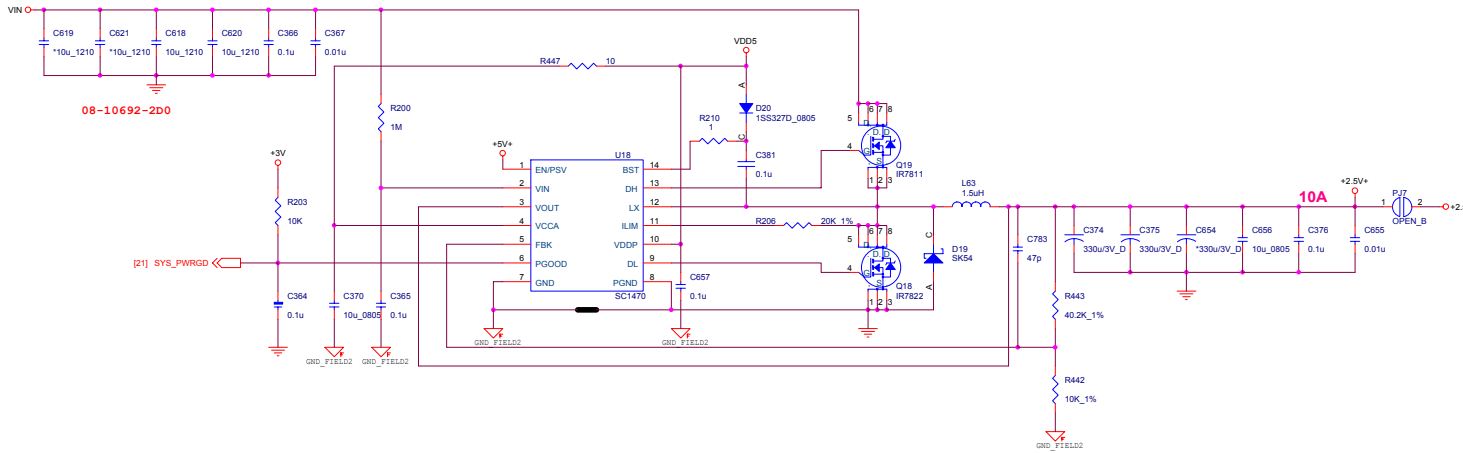 VIN
C619
*10u_1210
C621
*10u_1210
C618
10u_1210
C620
10u_1210
C366
0.1u
C367
0.01u
08-10692-2D0
R447
10
VDD5
A
D20
1SS327D_0805
C
R200
1M
R210
1
C381
0.1u
+5V+
U18
1
EN/PSV
2
VIN
3
VOUT
4
VCCA
5
FBK
6
PGOOD
7
GND
BST
14
DH
13
LX
12
ILIM
11
VDDP
10
DL
9
PGND
8
SC1470
+3V
R203
10K
[21] SYS_PWRGD
C364
0.1u
C370
10u_0805
C365
0.1u
GND_FIELD2
GND_FIELD2
GND_FIELD2
GND_FIELD2
C657
0.1u
5
6 7 8
D
D
D
4
G
S
1 2 3
Q19
IR7811
R206
20K_1%
5
6 7 8
D
D
D
4
G
S
1 2 3
Q18
IR7822
C
D19
SK54
A
L63
1.5uH
C783
47p
C374
330u/3V_D
C375
330u/3V_D
C654
*330u/3V_D
C656
10u_0805
C376
0.1u
C655
0.01u
10A
+2.5V+
PJ7
1
2
OPEN_B
R443
40.2K_1%
R442
10K_1%
GND_FIELD2